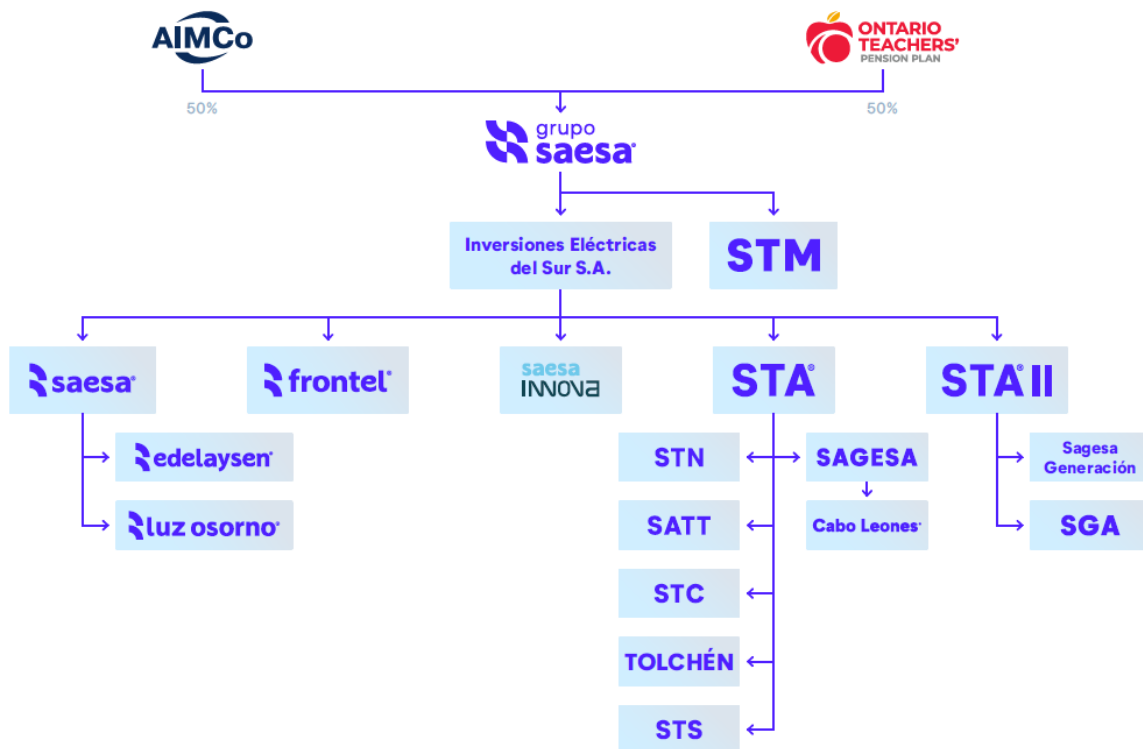 AIMCo
ONTARIO
TEACHERS'
PENSION PLAN
50%
50%
grupo
saesa®
Inversiones Eléctricas
del Sur S.A.
STM
saesa®
frontel®
saesa
INNOVA
STA®
STA® II
edelaysen®
luz osorno®
STN
SAGESA
Sagesa
Generación
SATT
Cabo Leones*
SGA
STC
TOLCHÉN
STS